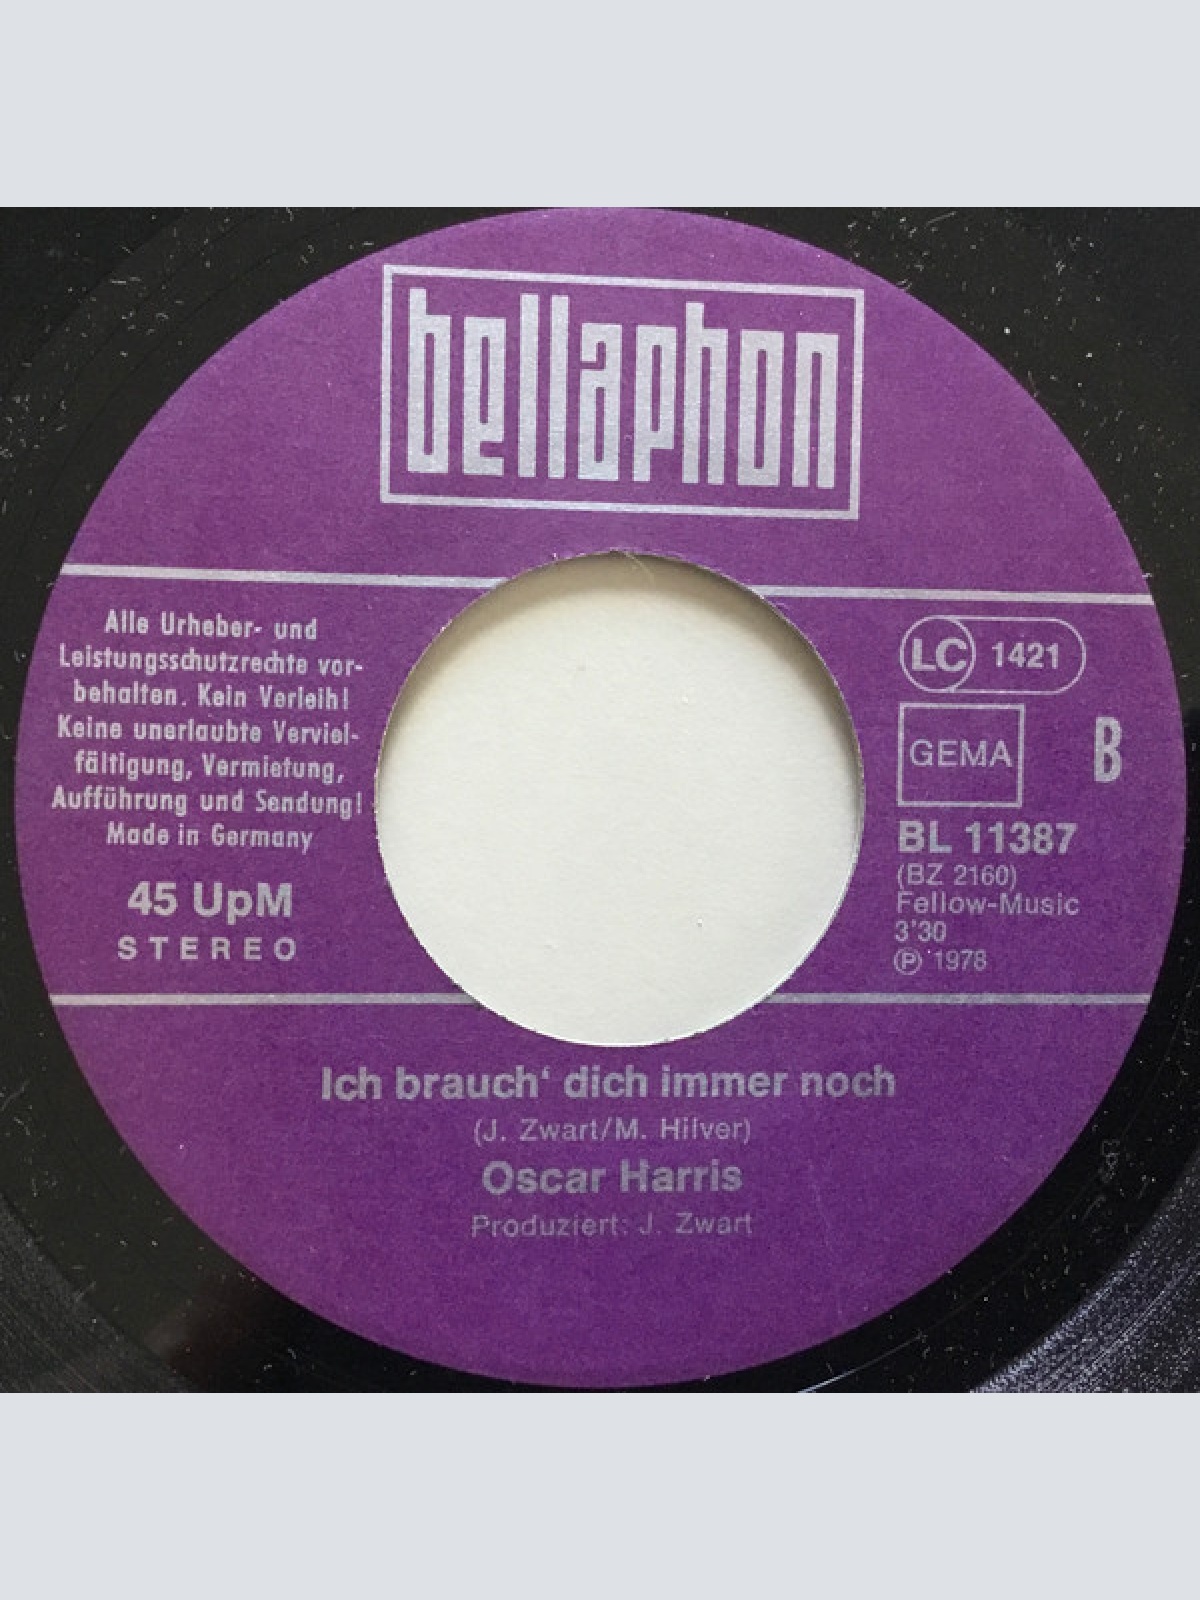 bellaphon
Alle Urheber- und
Leistungsschutzrechte vor-
behalten. Kein Verleih!
Keine unerlaubteVerviel-
fältigung, Vermietung,
Aufführung und Sendung!
Made in Germany
45 UpM
STEREO
LC 1421
GEMA
B
BL 11387
(BZ 2160)
Fellow-Music
3'30
Ⓟ 1978
Ich brauch‘ dich immer noch
(J. Zwart/M. Hilver)
Oscar Harris
Produziert: J. Zwart